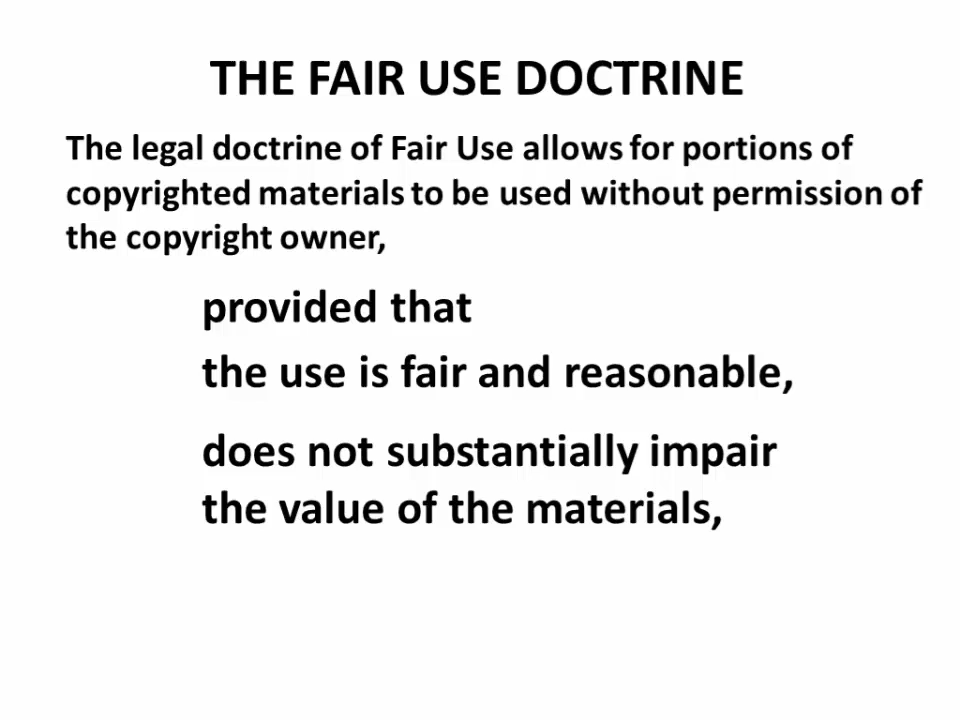 THE FAIR USE DOCTRINE
The legal doctrine of Fair Use allows for portions of
copyrighted materials to be used without permission of
the copyright owner,
provided that
the use is fair and reasonable,
does not substantially impair
the value of the materials,